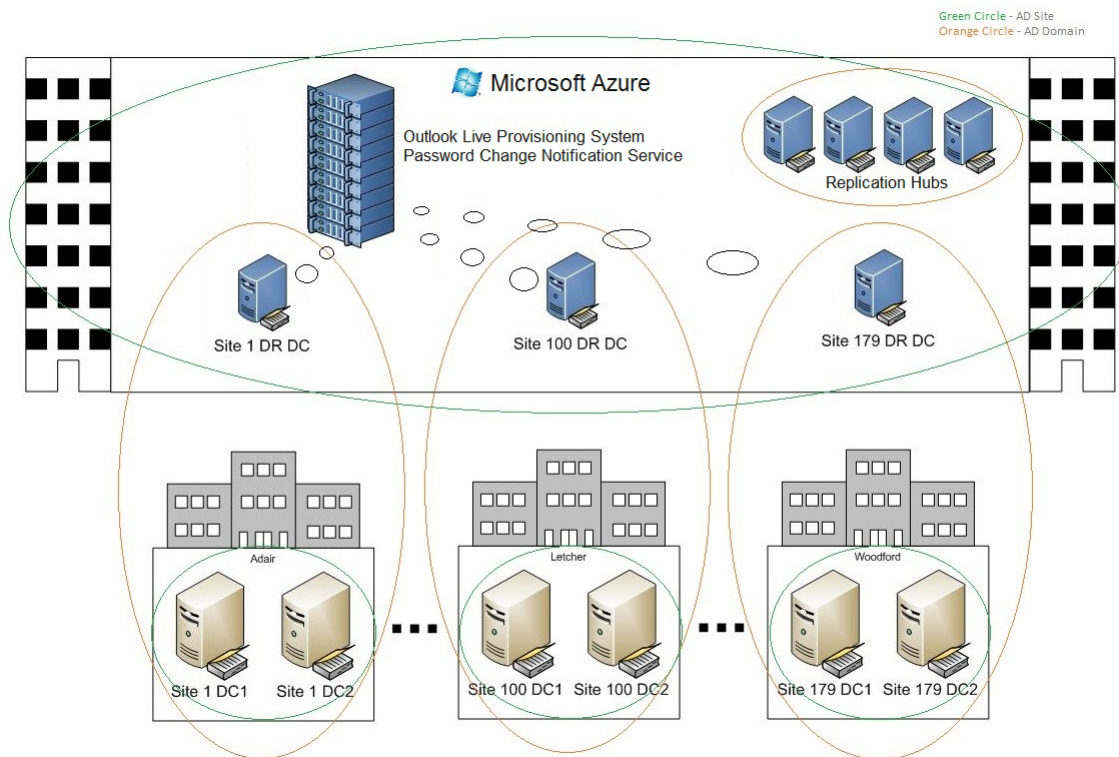 Green Circle - AD Site
Orange Circle - AD Domain
Microsoft Azure
Outlook Live Provisioning System
Password Change Notification Service
Replication Hubs
Site 1 DR DC
Site 100 DR DC
Site 179 DR DC
Adair
Letcher
Woodford
Site 1 DC1
Site 1 DC2
Site 100 DC1
Site 100 DC2
Site 179 DC1
Site 179 DC2